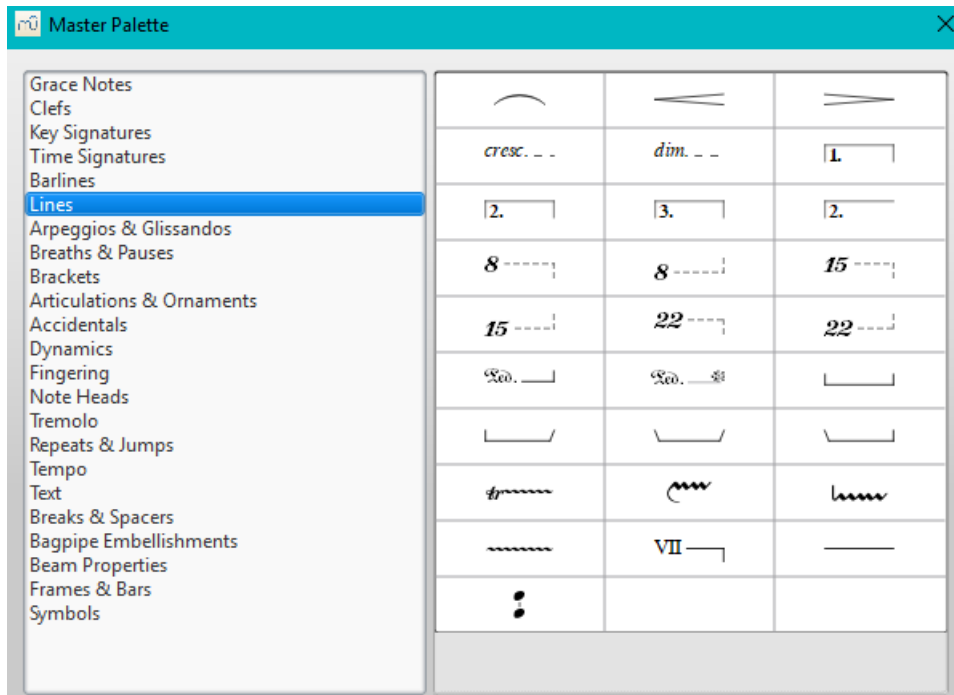 Master Palette
Grace Notes
Clefs
Key Signatures
Time Signatures
Barlines
Lines
Arpeggios & Glissandos
Breaths & Pauses
Brackets
Articulations & Ornaments
Accidentals
Dynamics
Fingering
Note Heads
Tremolo
Repeats & Jumps
Tempo
Text
Breaks & Spacers
Bagpipe Embellishments
Beam Properties
Frames & Bars
Symbols
cresc. _ _ dim. _ _ 1.
2. 3. 2.
8 8 15
15 22 22
Ped. Ped.
tr
VII